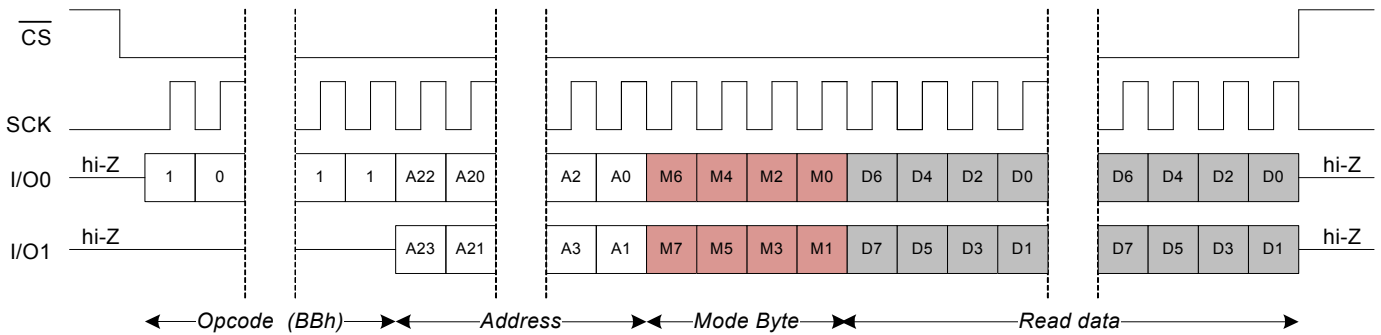 CS
SCK
hi-Z hi-Z
I/O0 1 0 1 1 A22 A20 A2 A0 M6 M4 M2 M0 D6 D4 D2 D0 D6 D4 D2 D0
hi-Z hi-Z
I/O1 A23 A21 A3 A1 M7 M5 M3 M1 D7 D5 D3 D1 D7 D5 D3 D1
Opcode (BBh) Address Mode Byte Read data